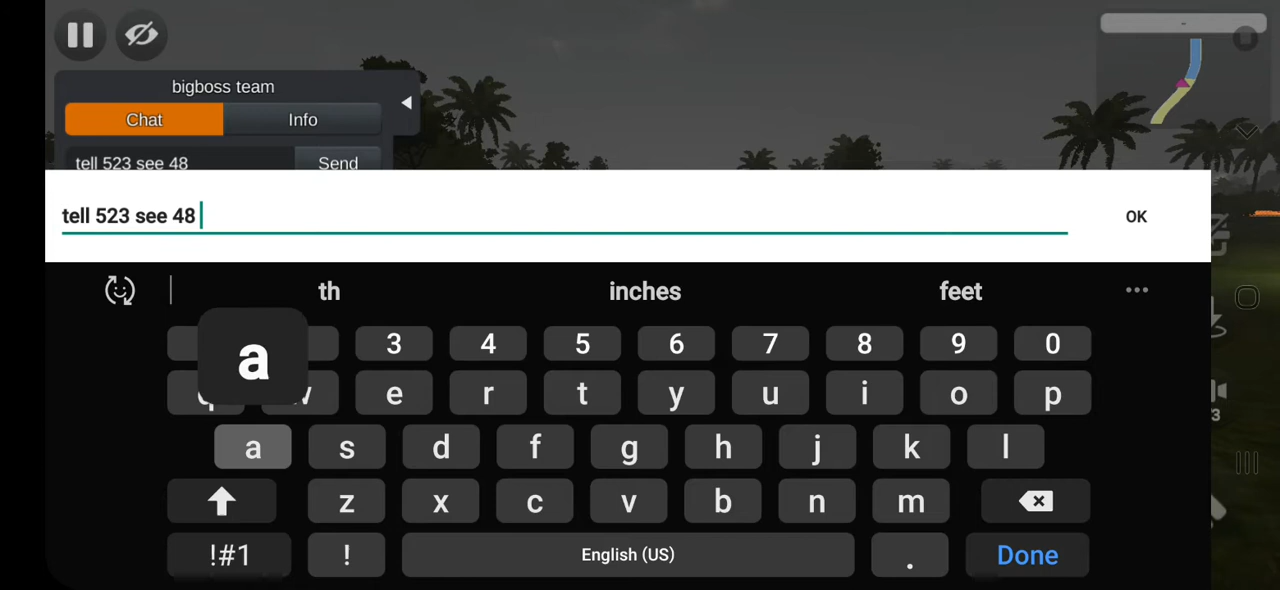 bigboss team
Chat Info
tell 523 see 48 Send
tell 523 see 48 OK
th inches feet
a
3 4 5 6 7 8 9 0
e r t y u i o p
a s d f g h j k l
z x c v b n m
!#1 ! English (US) . Done